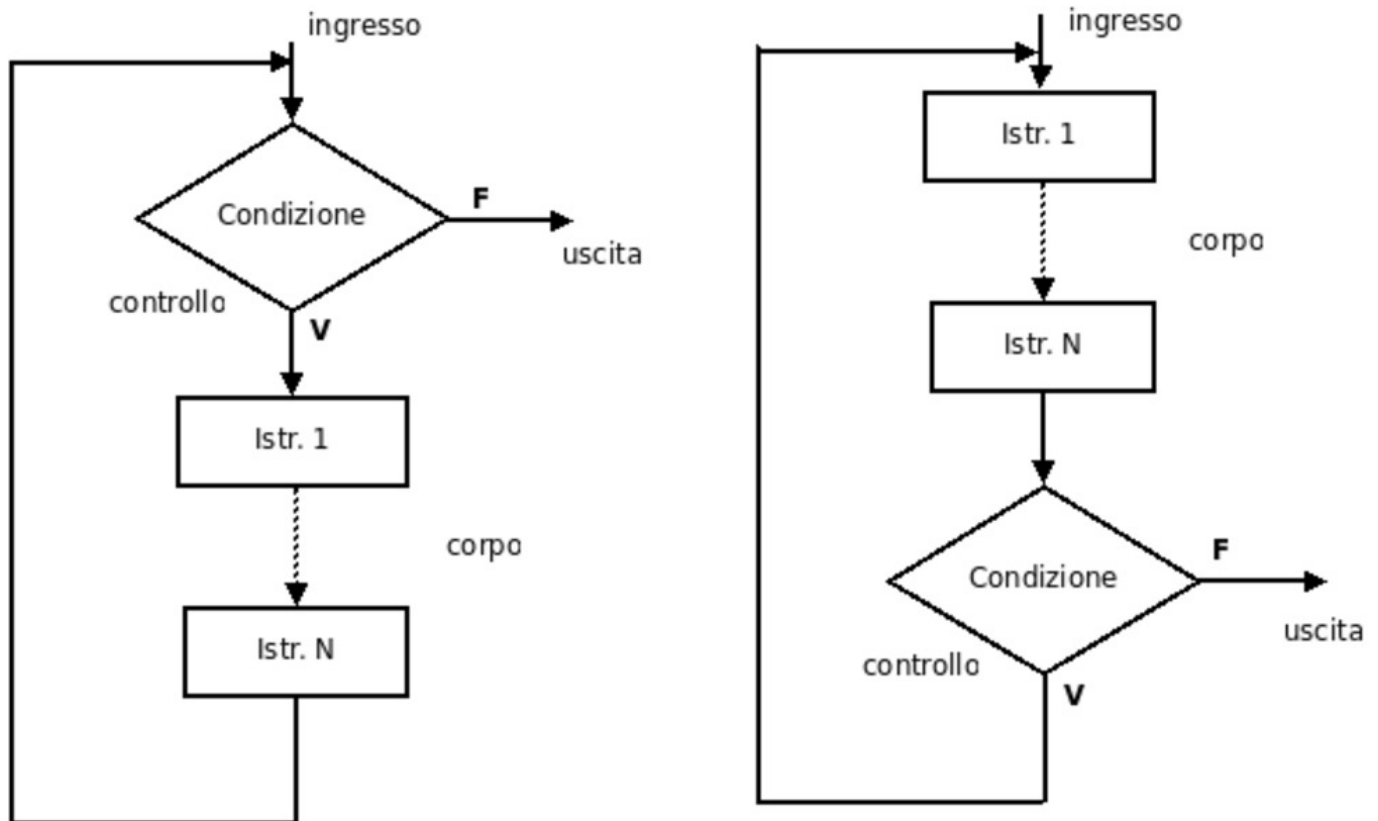 ingresso
Condizione
F
uscita
controllo
V
Istr. 1
corpo
Istr. N
ingresso
Istr. 1
corpo
Istr. N
Condizione
F
uscita
controllo
V